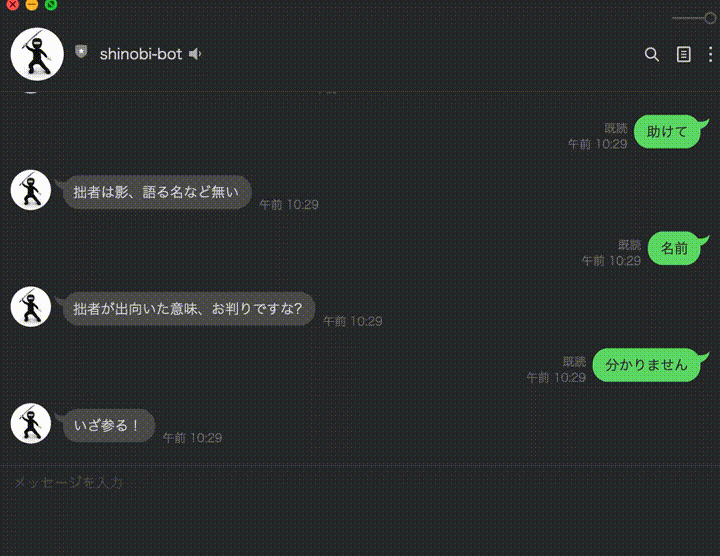 shinobi-bot
助けて
既読
午前 10:29
拙者は影、語る名など無い
午前 10:29
名前
既読
午前 10:29
拙者が出向いた意味、お判りですな?
午前 10:29
分かりません
既読
午前 10:29
いざ参る！
午前 10:29
メッセージを入力